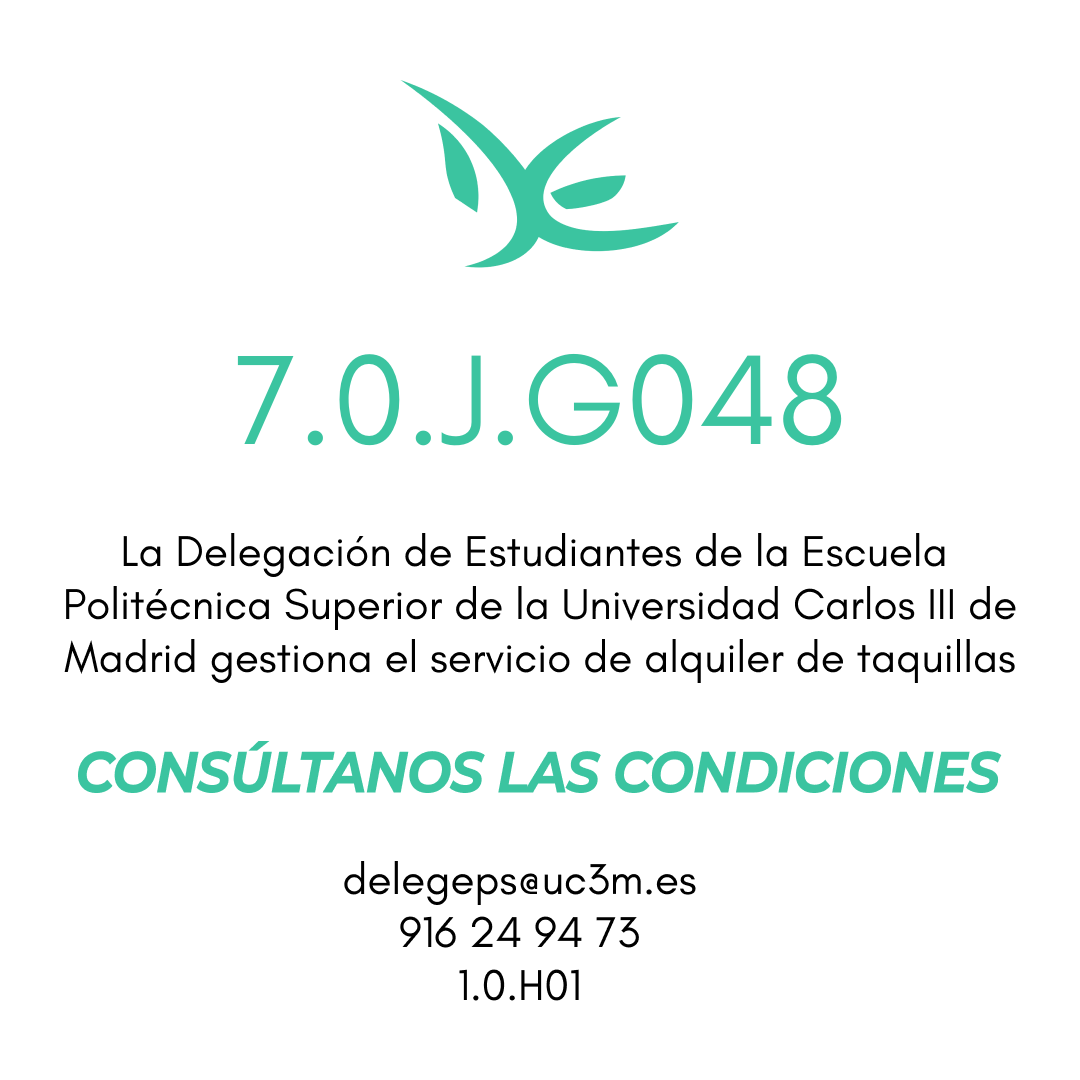 7.0.J.G048
La Delegación de Estudiantes de la Escuela
Politécnica Superior de la Universidad Carlos III de
Madrid gestiona el servicio de alquiler de taquillas
CONSÚLTANOS LAS CONDICIONES
delegeps@uc3m.es
916 24 94 73
1.0.H01